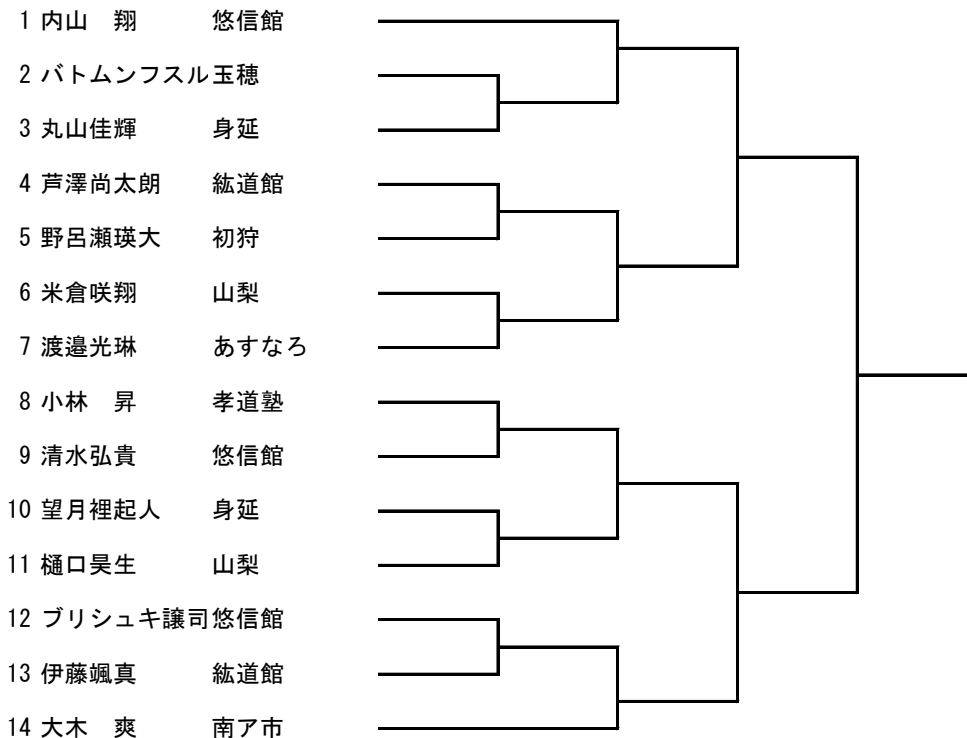 1 内山　翔 悠信館
2 バトムンフスル 玉穂
3 丸山佳輝 身延
4 芦澤尚太朗 紘道館
5 野呂瀬瑛大 初狩
6 米倉咲翔 山梨
7 渡邉光琳 あすなろ
8 小林　昇 孝道塾
9 清水弘貴 悠信館
10 望月裡起人 身延
11 樋口昊生 山梨
12 ブリシュキ譲司 悠信館
13 伊藤颯真 紘道館
14 大木　爽 南ア市